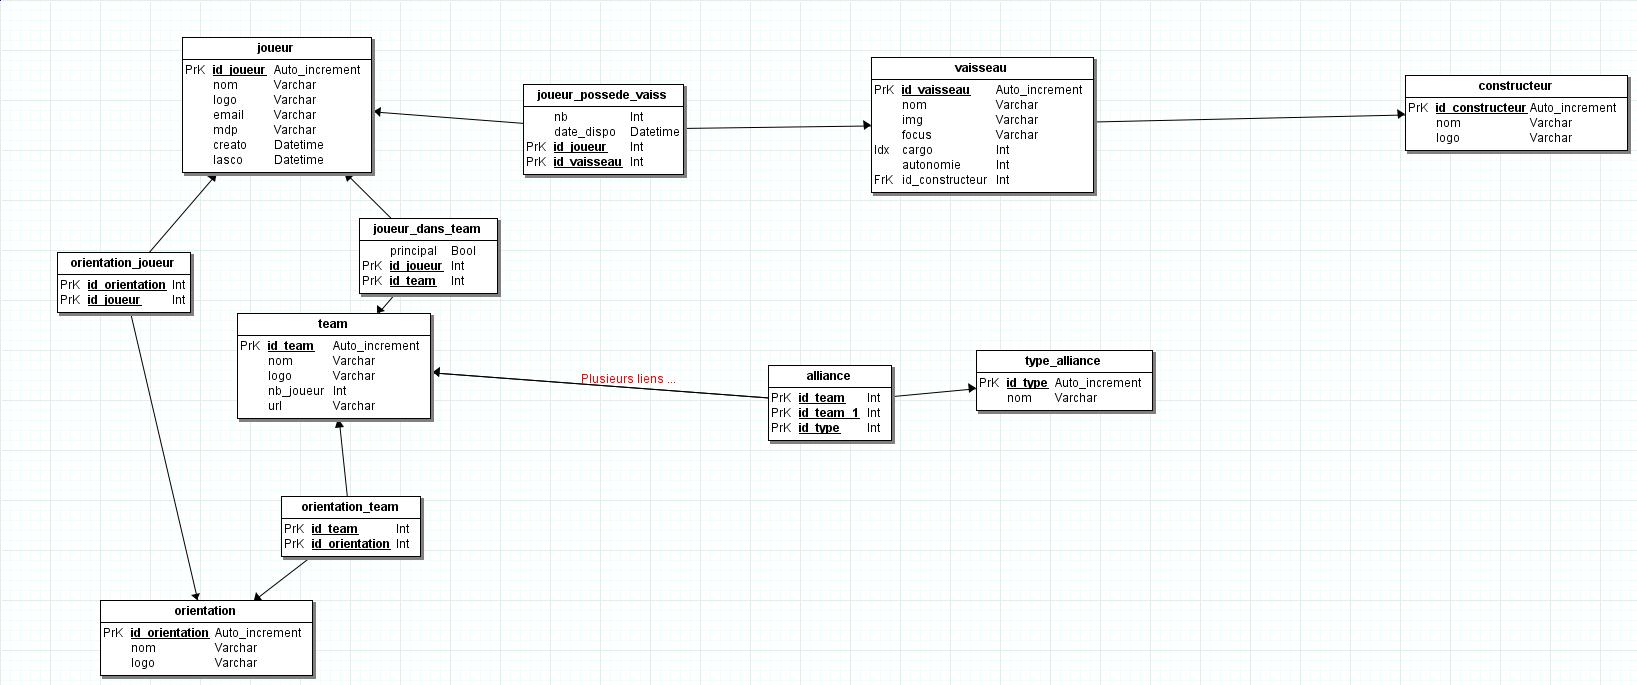 joueur
PrK id_joueur Auto_increment
nom Varchar
logo Varchar
email Varchar
mdp Varchar
creato Datetime
lasco Datetime
joueur_possede_vaiss
nb Int
date_dispo Datetime
PrK id_joueur Int
PrK id_vaisseau Int
vaisseau
PrK id_vaisseau Auto_increment
nom Varchar
img Varchar
focus Varchar
Idx cargo Int
autonomie Int
FrK id_constructeur Int
constructeur
PrK id_constructeur Auto_increment
nom Varchar
logo Varchar
joueur_dans_team
principal Bool
PrK id_joueur Int
PrK id_team Int
orientation_joueur
PrK id_orientation Int
PrK id_joueur Int
team
PrK id_team Auto_increment
nom Varchar
logo Varchar
nb_joueur Int
url Varchar
Plusieurs liens ...
alliance
PrK id_team Int
PrK id_team_1 Int
PrK id_type Int
type_alliance
PrK id_type Auto_increment
nom Varchar
orientation_team
PrK id_team Int
PrK id_orientation Int
orientation
PrK id_orientation Auto_increment
nom Varchar
logo Varchar